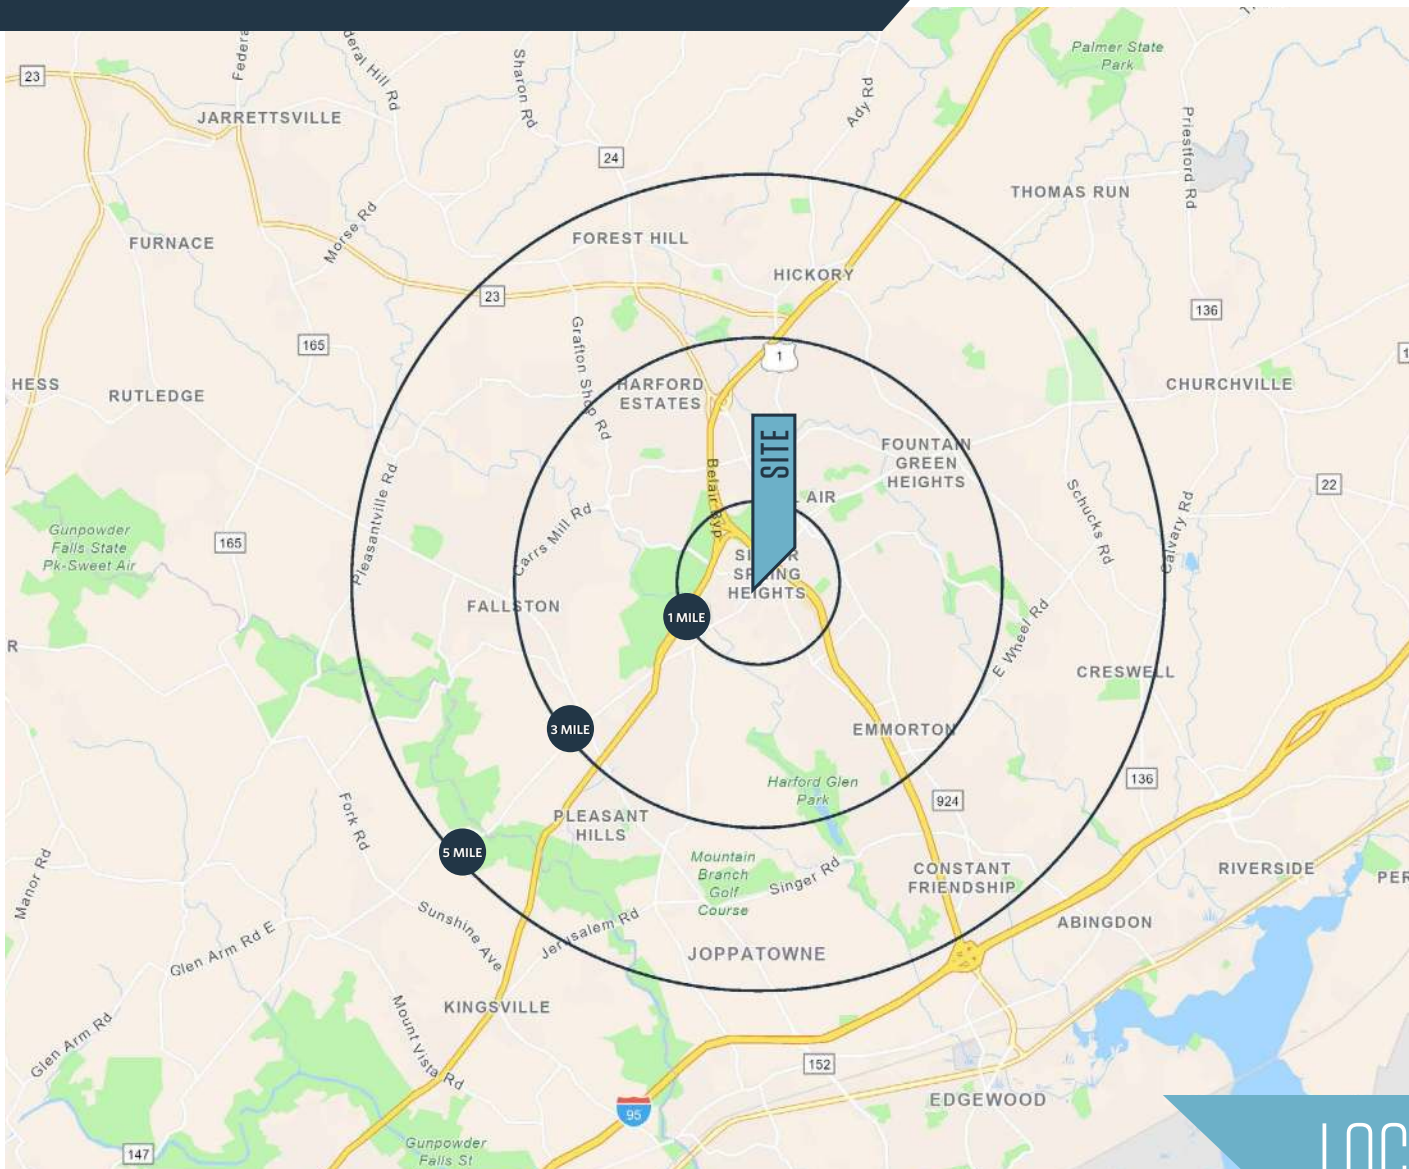 Palmer State
Park
23
Federal Hill Rd
Sharon Rd
Ady Rd
Priestford Rd
JARRETTSVILLE
24
THOMAS RUN
Morse Rd
FURNACE
FOREST HILL
HICKORY
23
136
165
Grafton Shop Rd
1
HESS
RUTLEDGE
HARFORD
ESTATES
CHURCHVILLE
SITE
FOUNTAIN
GREEN
HEIGHTS
Belair Byp
AIR
22
Pleasantville Rd
Carrs Mill Rd
Schucks Rd
Calvary Rd
Gunpowder
Falls State
Pk-Sweet Air
165
SPRING
HEIGHTS
FALLSTON
1 MILE
E Wheel Rd
R
CRESWELL
3 MILE
EMMORTON
Harford Glen
Park
136
924
Fork Rd
PLEASANT
HILLS
5 MILE
Mountain
Branch
Golf
Course
Singer Rd
CONSTANT
FRIENDSHIP
RIVERSIDE
PER
Manor Rd
Sunshine Ave
Jerusalem Rd
ABINGDON
Glen Arm Rd E
JOPPATOWNE
KINGSVILLE
Mount Vista Rd
Glen Arm Rd
152
95
EDGEWOOD
147
Gunpowder
Falls St
LOC